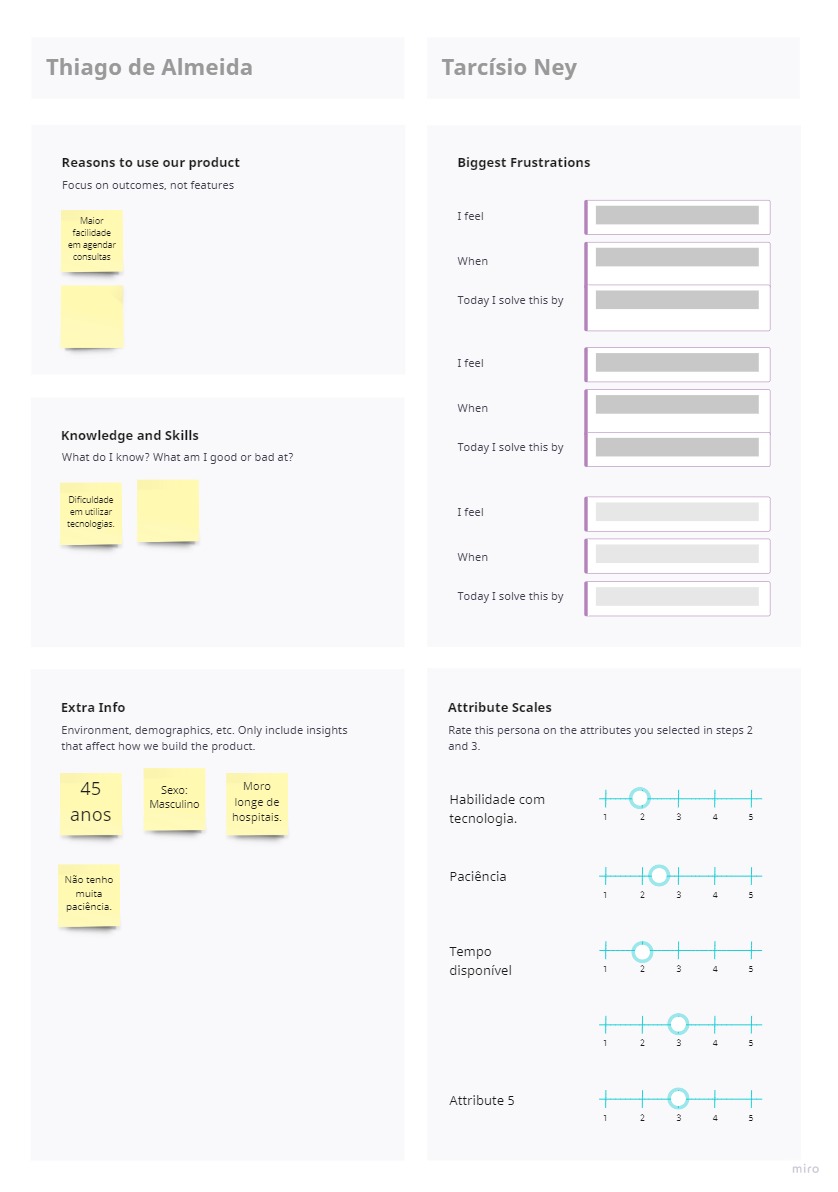 Thiago de Almeida
Tarcísio Ney
Reasons to use our product
Focus on outcomes, not features
Maior
facilidade
em agendar
consultas
Knowledge and Skills
What do I know? What am I good or bad at?
Dificuldade
em utilizar
tecnologias.
Extra Info
Environment, demographics, etc. Only include insights
that affect how we build the product.
45
anos
Sexo:
Masculino
Moro
longe de
hospitais.
Não tenho
muita
paciência.
Biggest Frustrations
I feel
When
Today I solve this by
I feel
When
Today I solve this by
I feel
When
Today I solve this by
Attribute Scales
Rate this persona on the attributes you selected in steps 2
and 3.
Habilidade com
tecnologia.
1 2 3 4 5
Paciência
1 2 3 4 5
Tempo
disponível
1 2 3 4 5
1 2 3 4 5
Attribute 5
1 2 3 4 5
miro